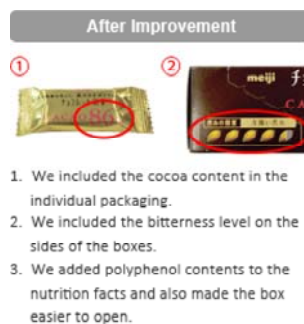 After Improvement
① ②
86
meiji
1. We included the cocoa content in the
individual packaging.
2. We included the bitterness level on the
sides of the boxes.
3. We added polyphenol contents to the
nutrition facts and also made the box
easier to open.